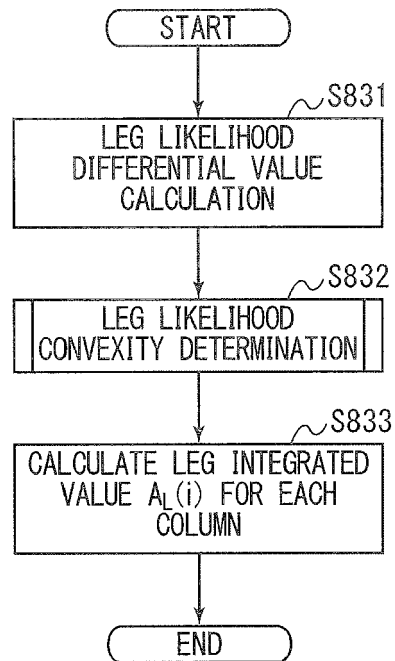 START
S831
LEG LIKELIHOOD
DIFFERENTIAL VALUE
CALCULATION
S832
LEG LIKELIHOOD
CONVEXITY DETERMINATION
S833
CALCULATE LEG INTEGRATED
VALUE AL(i) FOR EACH
COLUMN
END